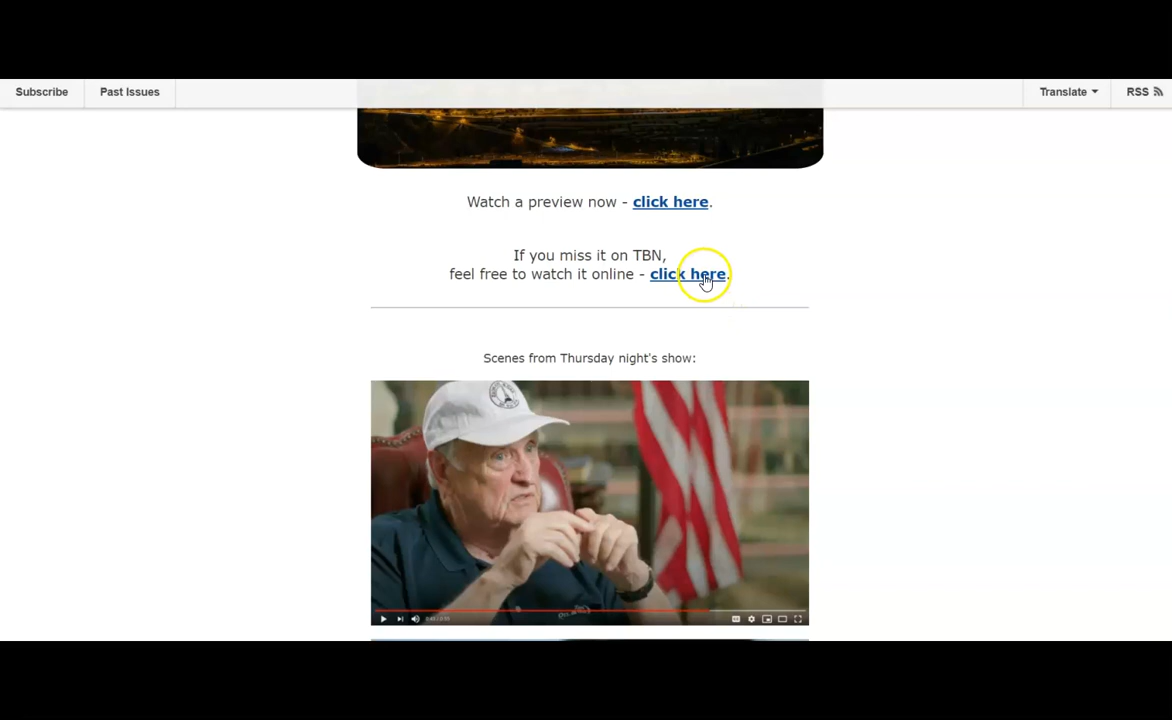 Subscribe
Past Issues
Translate
RSS
Watch a preview now - click here.
If you miss it on TBN,
feel free to watch it online - click here.
Scenes from Thursday night's show: